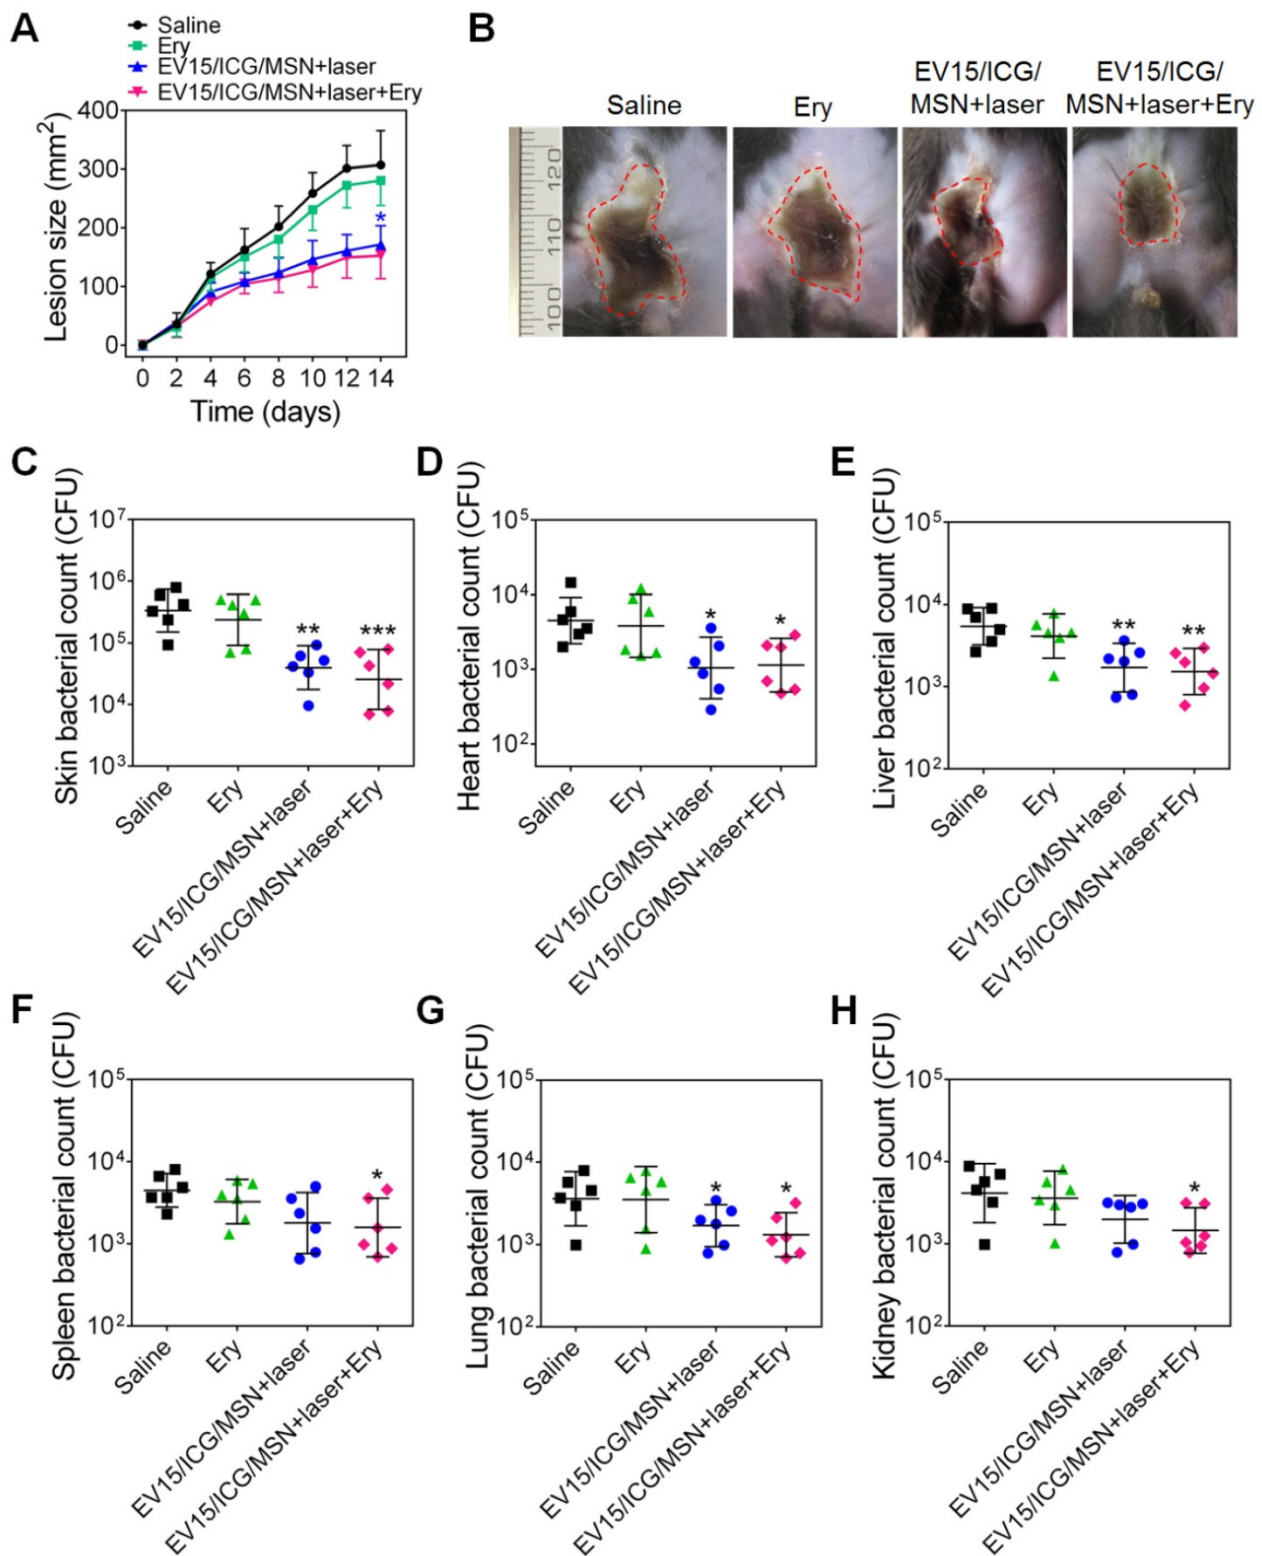 A
Saline
Ery
EV15/ICG/MSN+laser
EV15/ICG/MSN+laser+Ery
Lesion size (mm²)
400
300
200
100
0
*
0 2 4 6 8 10 12 14
Time (days)
B
Saline
Ery
EV15/ICG/
MSN+laser
EV15/ICG/
MSN+laser+Ery
120
110
100
C
Skin bacterial count (CFU)
10⁷
10⁶
10⁵
10⁴
10³
** ***
Saline
Ery
EV15/ICG/MSN+laser
EV15/ICG/MSN+laser+Ery
D
Heart bacterial count (CFU)
10⁵
10⁴
10³
10²
* *
Saline
Ery
EV15/ICG/MSN+laser
EV15/ICG/MSN+laser+Ery
E
Liver bacterial count (CFU)
10⁵
10⁴
10³
10²
** **
Saline
Ery
EV15/ICG/MSN+laser
EV15/ICG/MSN+laser+Ery
F
Spleen bacterial count (CFU)
10⁵
10⁴
10³
10²
*
Saline
Ery
EV15/ICG/MSN+laser
EV15/ICG/MSN+laser+Ery
G
Lung bacterial count (CFU)
10⁵
10⁴
10³
10²
* *
Saline
Ery
EV15/ICG/MSN+laser
EV15/ICG/MSN+laser+Ery
H
Kidney bacterial count (CFU)
10⁵
10⁴
10³
10²
*
Saline
Ery
EV15/ICG/MSN+laser
EV15/ICG/MSN+laser+Ery